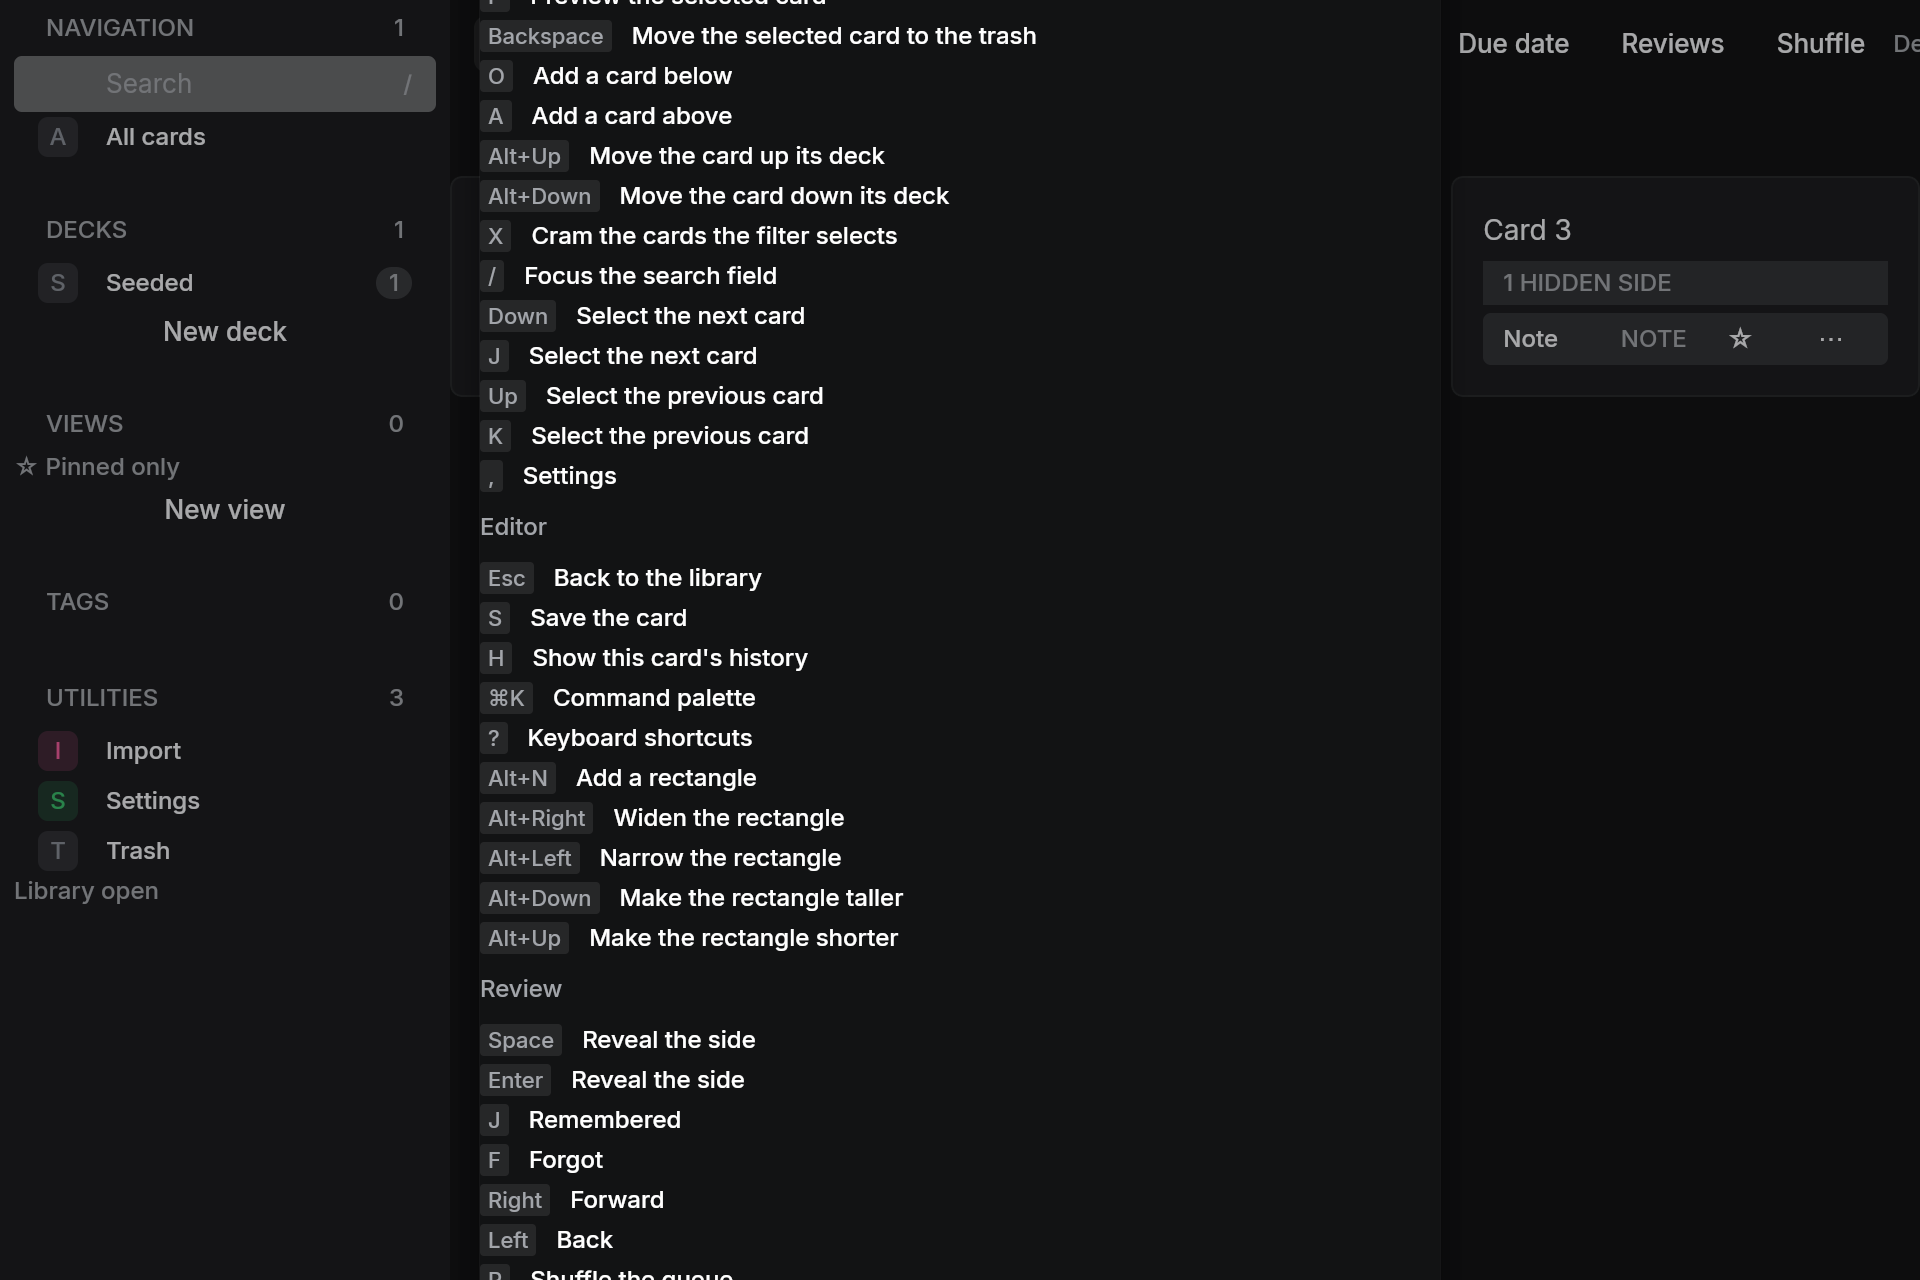 NAVIGATION 1
Search /
A All cards
DECKS 1
S Seeded 1
New deck
VIEWS 0
☆ Pinned only
New view
TAGS 0
UTILITIES 3
I Import
S Settings
T Trash
Library open
Preview the selected card
Backspace Move the selected card to the trash
O Add a card below
A Add a card above
Alt+Up Move the card up its deck
Alt+Down Move the card down its deck
X Cram the cards the filter selects
/ Focus the search field
Down Select the next card
J Select the next card
Up Select the previous card
K Select the previous card
, Settings
Editor
Esc Back to the library
S Save the card
H Show this card's history
⌘K Command palette
? Keyboard shortcuts
Alt+N Add a rectangle
Alt+Right Widen the rectangle
Alt+Left Narrow the rectangle
Alt+Down Make the rectangle taller
Alt+Up Make the rectangle shorter
Review
Space Reveal the side
Enter Reveal the side
J Remembered
F Forgot
Right Forward
Left Back
Shuffle the queue
Due date Reviews Shuffle De
Card 3
1 HIDDEN SIDE
Note NOTE ☆ ...